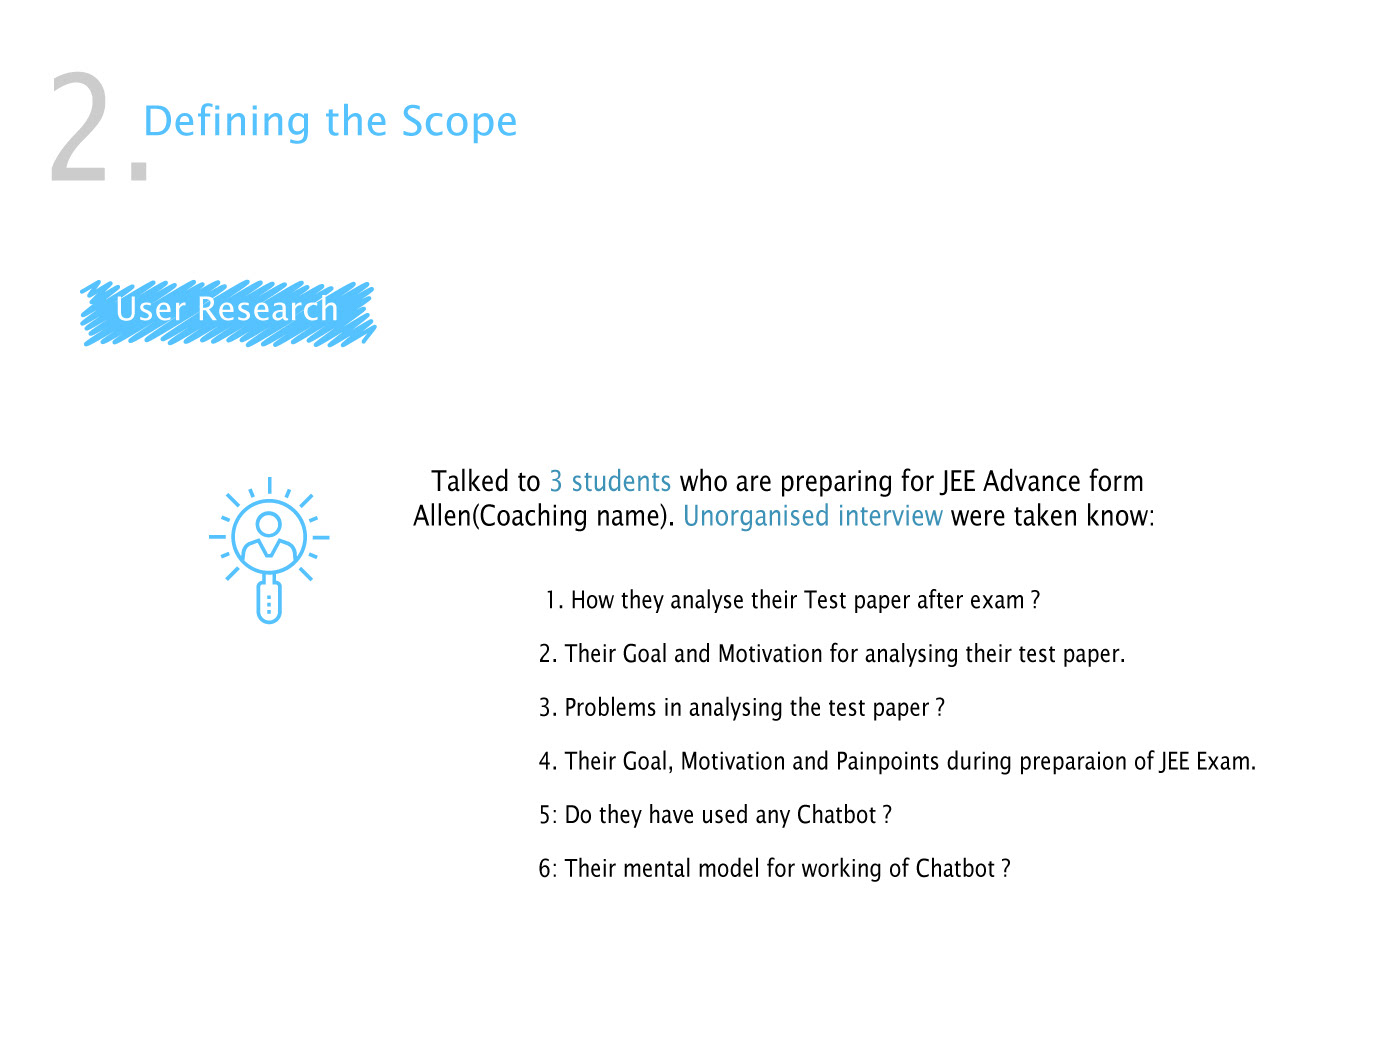 2.
Defining the Scope
User Research
Talked to 3 students who are preparing for JEE Advance form
Allen(Coaching name). Unorganised interview were taken know:
1. How they analyse their Test paper after exam ?
2. Their Goal and Motivation for analysing their test paper.
3. Problems in analysing the test paper ?
4. Their Goal, Motivation and Painpoints during preparaion of JEE Exam.
5: Do they have used any Chatbot ?
6: Their mental model for working of Chatbot ?